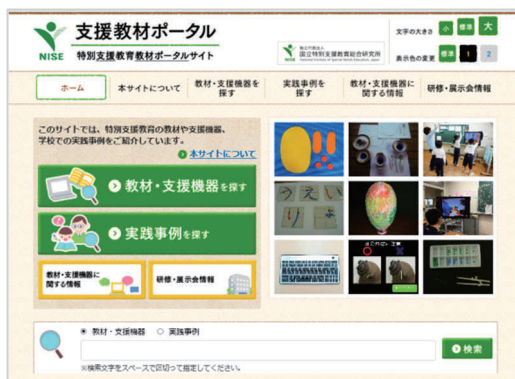 支援教材ポータル
NISE 特別支援教育教材ポータルサイト
独立行政法人
国立特別支援教育総合研究所
文字の大きさ 小 標準 大
表示色の変更 標準 1 2
ホーム
本サイトについて
教材・支援機器を
探す
実践事例を
探す
教材・支援機器に
関する情報
研修・展示会情報
このサイトでは、特別支援教育の教材や支援機器、
学校での実践事例をご紹介しています。
本サイトについて
教材・支援機器を探す
実践事例を探す
教材・支援機器に
関する情報
研修・展示会情報
教材・支援機器 実践事例
検索
※検索文字をスペースで区切って指定してください。